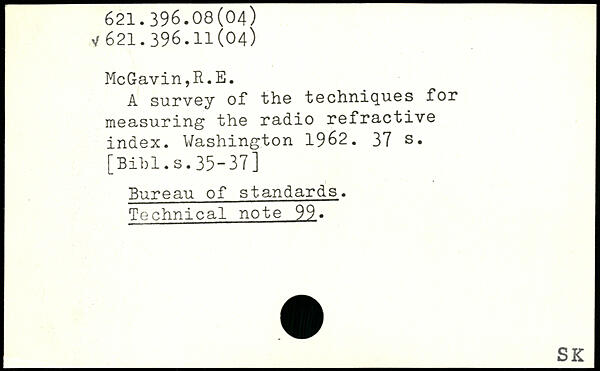 621.396.08(04)
√ 621.396.11(04)
McGavin,R.E.
A survey of the techniques for
measuring the radio refractive
index. Washington 1962. 37 s.
[Bibl.s.35-37]
Bureau of standards.
Technical note 99.
SK